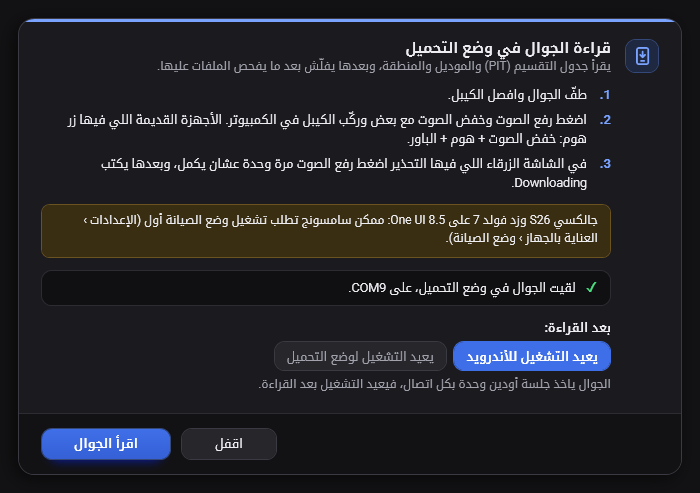 قراءة الجوال في وضع التحميل
يقرأ جدول التقسيم (PIT) والموديل والمنطقة، وبعدها يفلّش بعد ما يفحص الملفات عليها.
1. طفّ الجوال وافصل الكيبل.
2. اضغط رفع الصوت وخفض الصوت مع بعض وركّب الكيبل في الكمبيوتر. الأجهزة القديمة اللي فيها زر
هوم: خفض الصوت + هوم + الباور.
3. في الشاشة الزرقاء اللي فيها التحذير اضغط رفع الصوت مرة وحدة عشان يكمل، وبعدها يكتب
Downloading.
جالكسي S26 وزد فولد 7 على One UI 8.5: ممكن سامسونج تطلب تشغيل وضع الصيانة أول (الإعدادات ›
العناية بالجهاز › وضع الصيانة).
✓ لقيت الجوال في وضع التحميل، على COM9.
بعد القراءة:
يعيد التشغيل للأندرويد يعيد التشغيل لوضع التحميل
الجوال ياخذ جلسة أودين وحدة بكل اتصال، فيعيد التشغيل بعد القراءة.
اقفل اقرأ الجوال